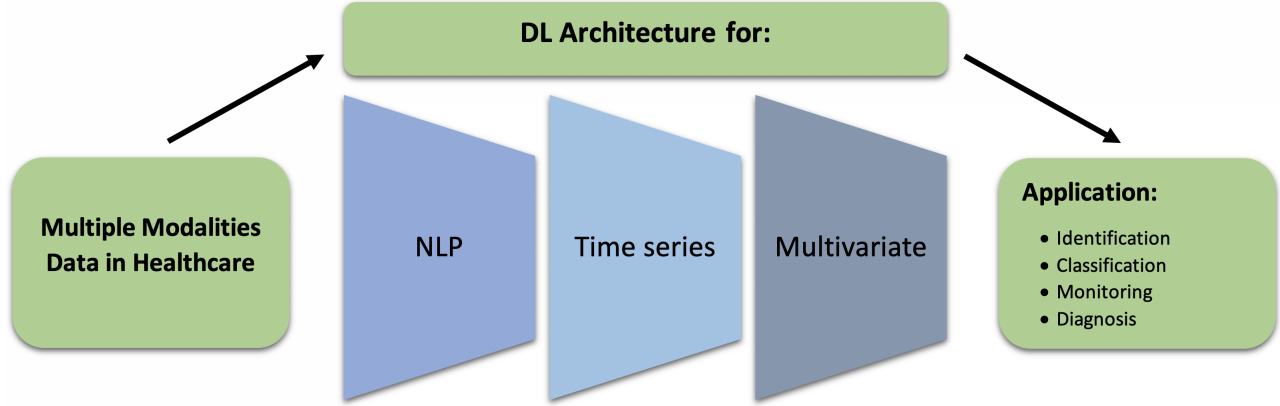 DL Architecture for:
Multiple Modalities
Data in Healthcare
NLP
Time series
Multivariate
Application:
• Identification
• Classification
• Monitoring
• Diagnosis